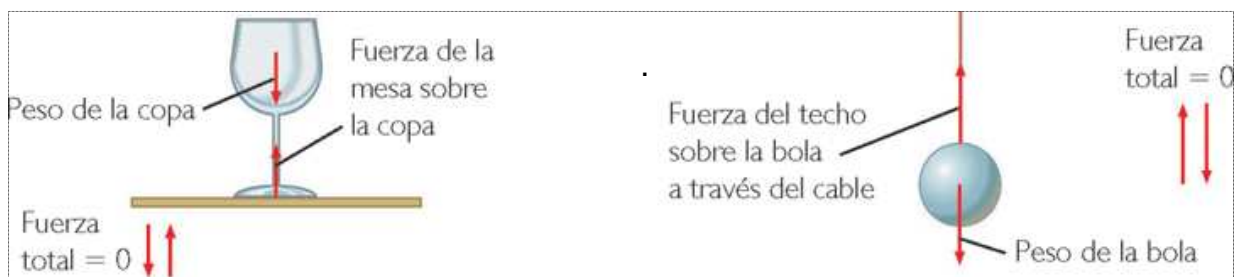 Peso de la copa
Fuerza de la
mesa sobre
la copa
Fuerza
total = 0
.
Fuerza del techo
sobre la bola
a través del cable
Fuerza
total = 0
Peso de la bola